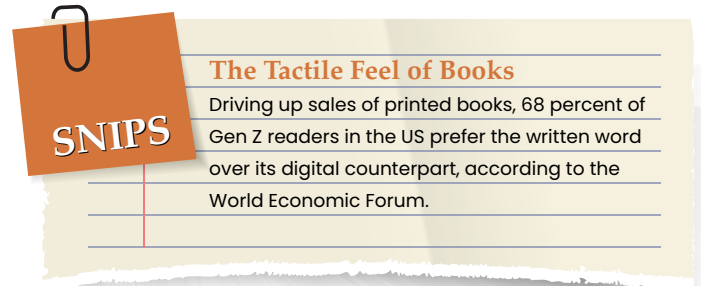 SNIPS
The Tactile Feel of Books
Driving up sales of printed books, 68 percent of
Gen Z readers in the US prefer the written word
over its digital counterpart, according to the
World Economic Forum.